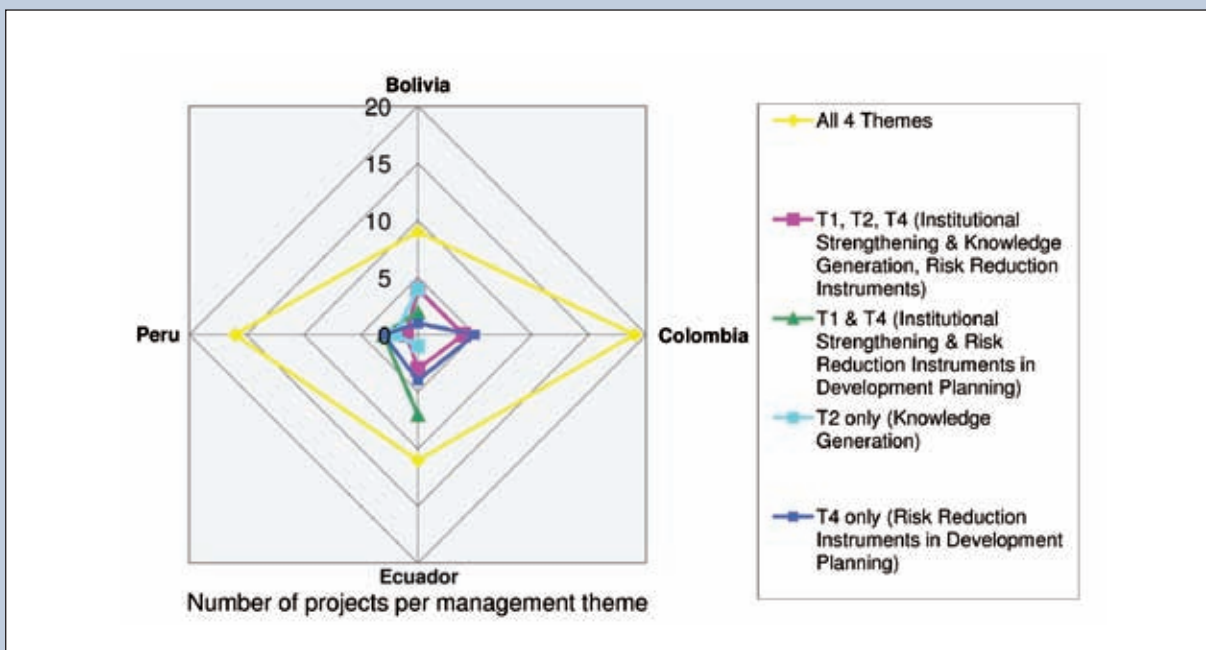 Bolivia
20
15
10
5
0
Peru
Colombia
Ecuador
Number of projects per management theme
All 4 Themes
T1, T2, T4 (Institutional
Strengthening & Knowledge
Generation, Risk Reduction
Instruments)
T1 & T4 (Institutional
Strengthening & Risk
Reduction Instruments in
Development Planning)
T2 only (Knowledge
Generation)
T4 only (Risk Reduction
Instruments in Development
Planning)